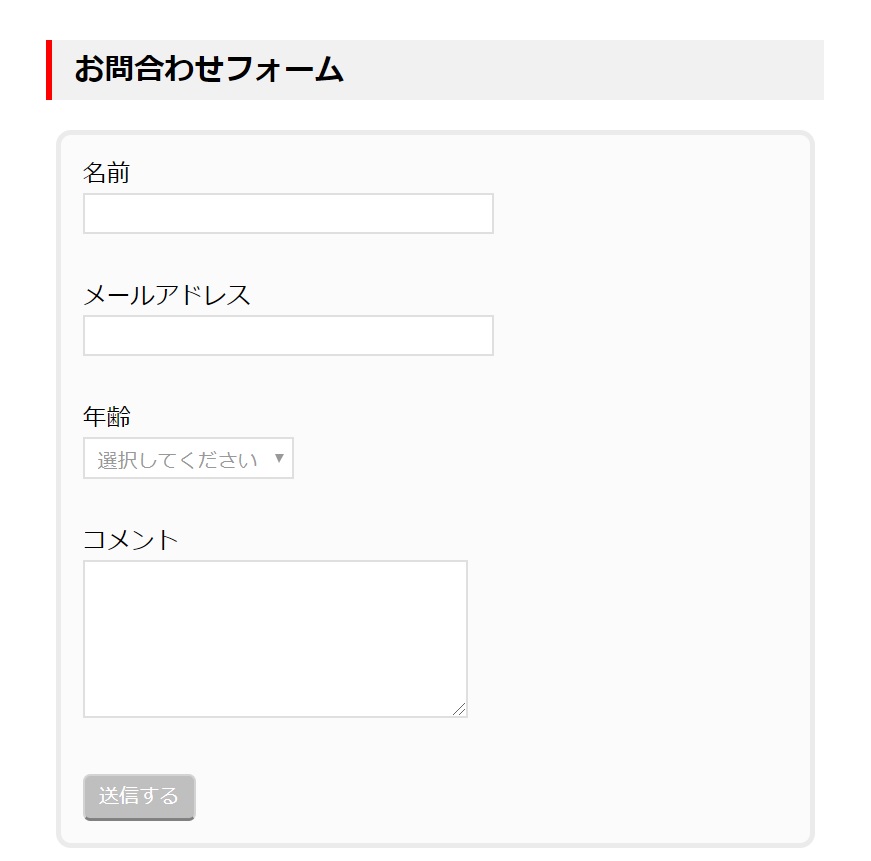 お問合わせフォーム
名前
メールアドレス
年齢
選択してください ▼
コメント
送信する